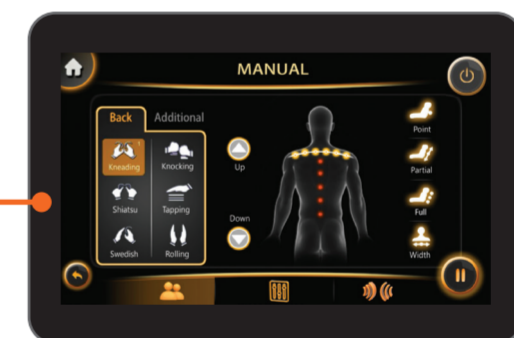 MANUAL
Back Additional
Kneading Knocking
Shiatsu Tapping
Swedish Rolling
Up
Down
Point
Partial
Full
Width